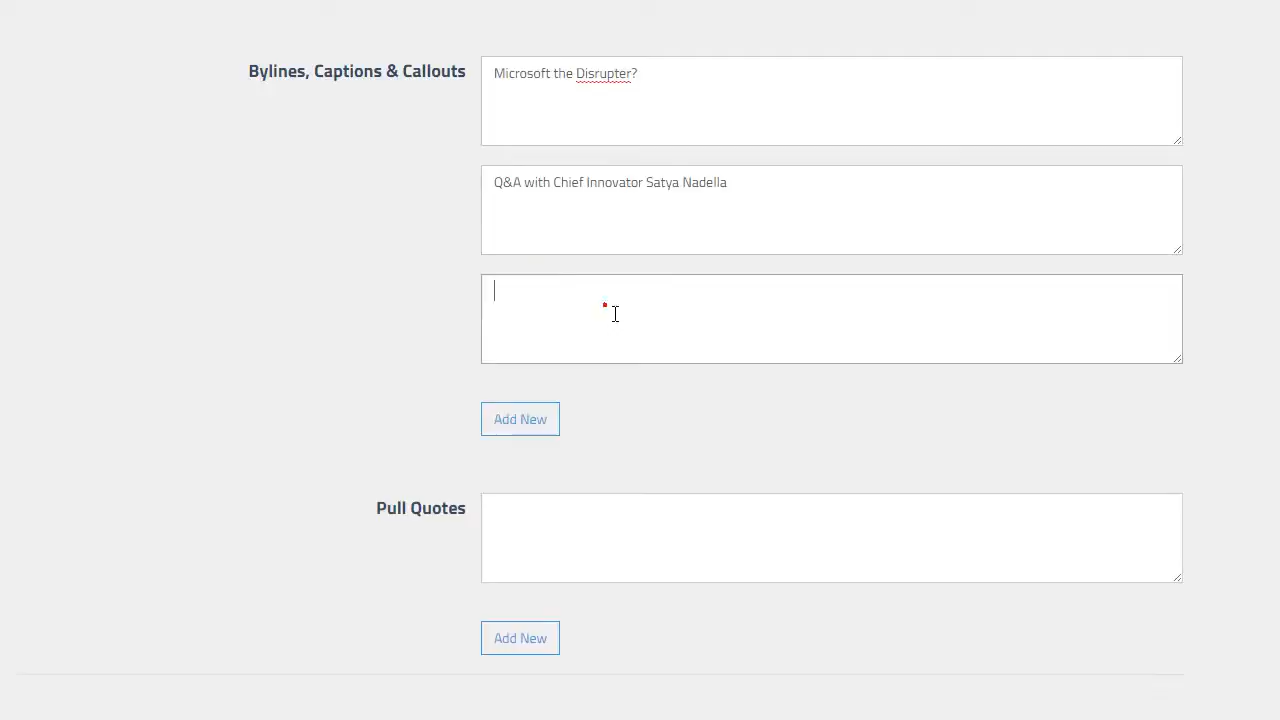 Bylines, Captions & Callouts
Microsoft the Disrupter?
Q&A with Chief Innovator Satya Nadella
Add New
Pull Quotes
Add New